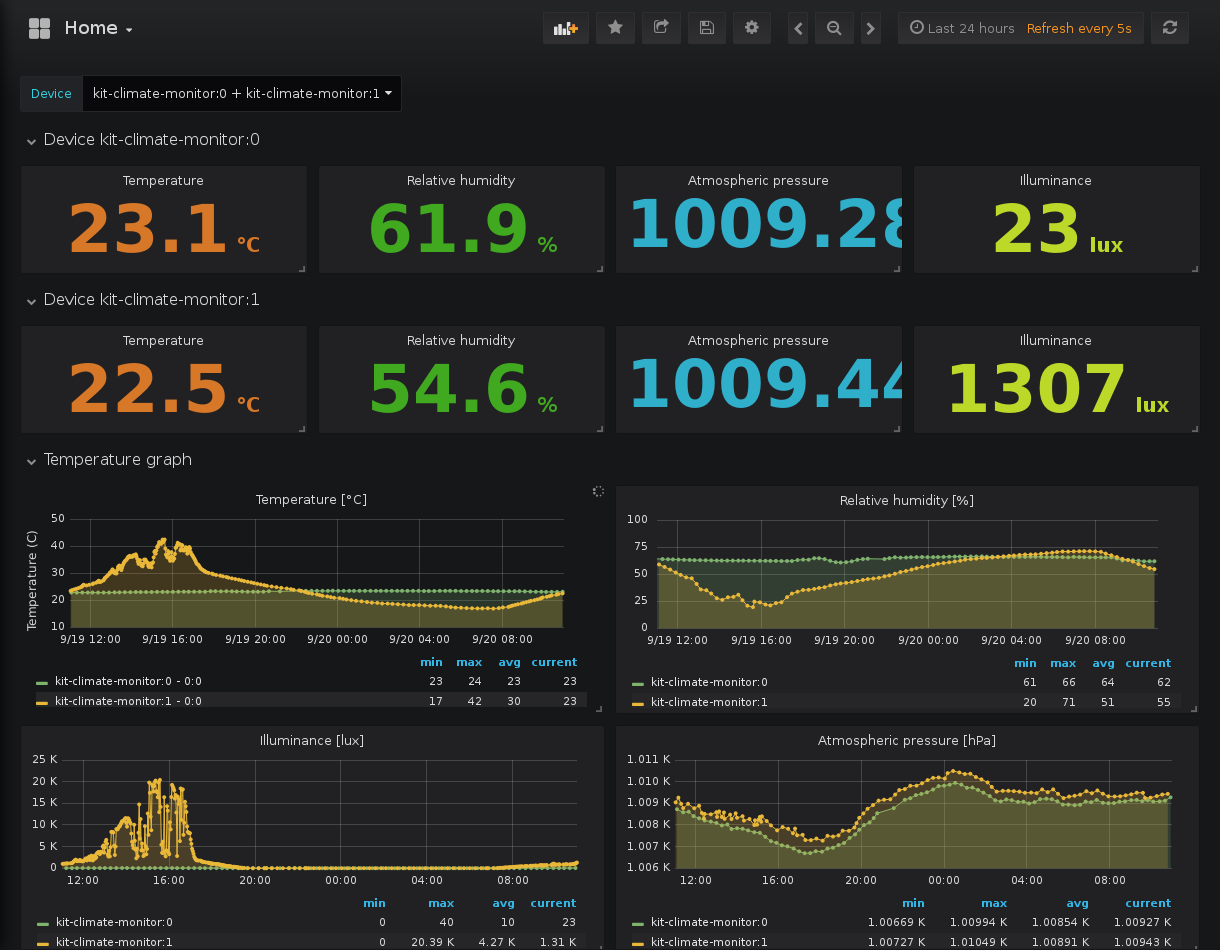 Home
Last 24 hours Refresh every 5s
Device kit-climate-monitor:0 + kit-climate-monitor:1
Device kit-climate-monitor:0
Temperature Relative humidity Atmospheric pressure Illuminance
23.1 °C 61.9 % 1009.28 23 lux
Device kit-climate-monitor:1
Temperature Relative humidity Atmospheric pressure Illuminance
22.5 °C 54.6 % 1009.44 1307 lux
Temperature graph
Temperature [°C]
Temperature (C)
50
40
30
20
10
9/19 12:00 9/19 16:00 9/19 20:00 9/20 00:00 9/20 04:00 9/20 08:00
min max avg current
kit-climate-monitor:0 - 0:0 23 24 23 23
kit-climate-monitor:1 - 0:0 17 42 30 23
Relative humidity [%]
100
75
50
25
0
9/19 12:00 9/19 16:00 9/19 20:00 9/20 00:00 9/20 04:00 9/20 08:00
min max avg current
kit-climate-monitor:0 61 66 64 62
kit-climate-monitor:1 20 71 51 55
Illuminance [lux]
25 K
20 K
15 K
10 K
5 K
0
12:00 16:00 20:00 00:00 04:00 08:00
min max avg current
kit-climate-monitor:0 0 40 10 23
kit-climate-monitor:1 0 20.39 K 4.27 K 1.31 K
Atmospheric pressure [hPa]
1.011 K
1.010 K
1.009 K
1.008 K
1.007 K
1.006 K
12:00 16:00 20:00 00:00 04:00 08:00
min max avg current
kit-climate-monitor:0 1.00669 K 1.00994 K 1.00854 K 1.00927 K
kit-climate-monitor:1 1.00727 K 1.01049 K 1.00891 K 1.00943 K